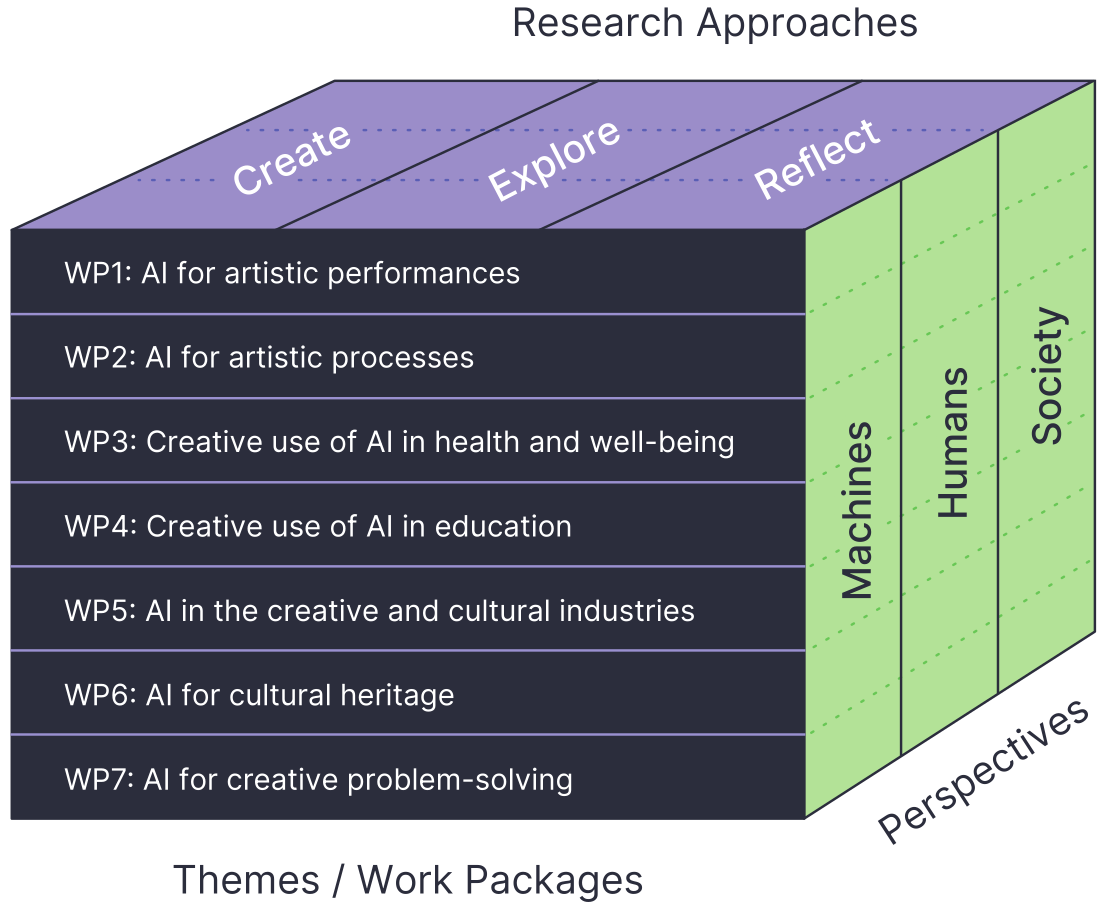 Research Approaches
Create
Explore
Reflect
WP1: AI for artistic performances
WP2: AI for artistic processes
WP3: Creative use of AI in health and well-being
WP4: Creative use of AI in education
WP5: AI in the creative and cultural industries
WP6: AI for cultural heritage
WP7: AI for creative problem-solving
Machines
Humans
Society
Perspectives
Themes / Work Packages